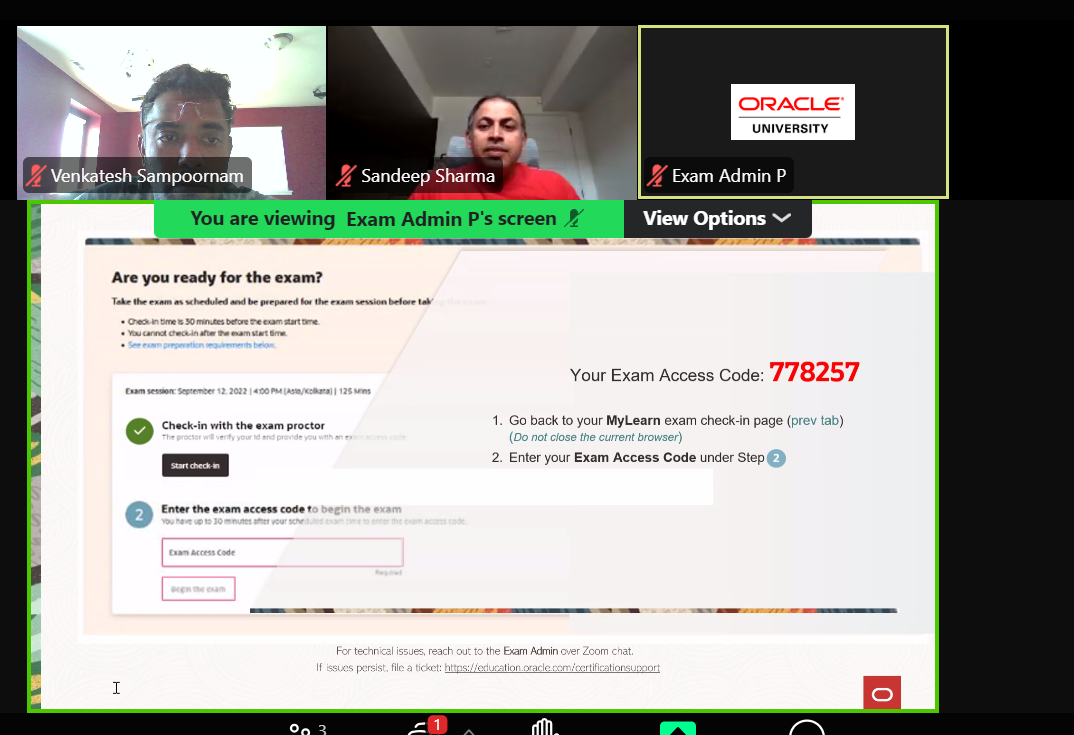 ORACLE
UNIVERSITY
Venkatesh Sampoornam
Sandeep Sharma
Exam Admin P
You are viewing Exam Admin P's screen
View Options
Are you ready for the exam?
Take the exam as scheduled and be prepared for the exam session before taking the exam.
• Check-in time is 30 minutes before the exam start time.
• You cannot check-in after the exam start time.
• See exam preparation requirements below.
Exam session: September 12, 2022 | 4:00 PM (Asia/Kolkata) | 125 Mins
Check-in with the exam proctor
The proctor will verify your id and provide you with an exam access code.
Start check-in
2
Enter the exam access code to begin the exam
You have up to 30 minutes after your scheduled exam time to enter the exam access code.
Exam Access Code
Required
Begin the exam
Your Exam Access Code: 778257
1. Go back to your MyLearn exam check-in page (prev tab)
(Do not close the current browser)
2. Enter your Exam Access Code under Step 2
For technical issues, reach out to the Exam Admin over Zoom chat.
If issues persist, file a ticket: https://education.oracle.com/certificationsupport
3
1